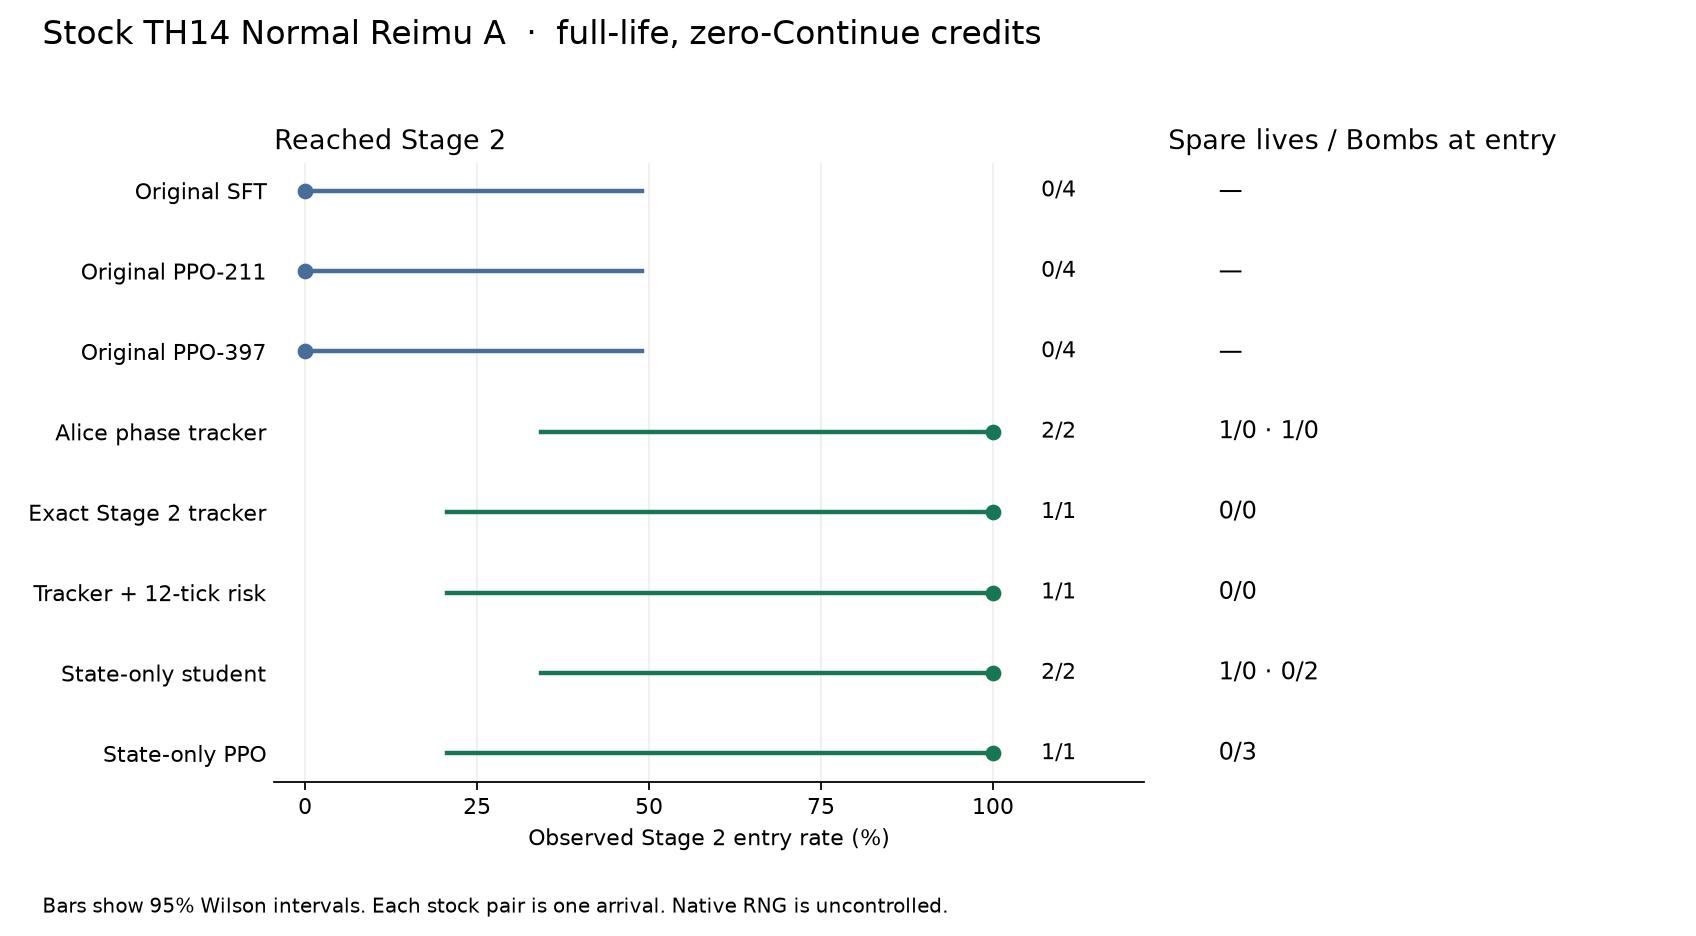 Stock TH14 Normal Reimu A · full-life, zero-Continue credits
Reached Stage 2
Spare lives / Bombs at entry
Original SFT 0/4 —
Original PPO-211 0/4 —
Original PPO-397 0/4 —
Alice phase tracker 2/2 1/0 · 1/0
Exact Stage 2 tracker 1/1 0/0
Tracker + 12-tick risk 1/1 0/0
State-only student 2/2 1/0 · 0/2
State-only PPO 1/1 0/3
0 25 50 75 100
Observed Stage 2 entry rate (%)
Bars show 95% Wilson intervals. Each stock pair is one arrival. Native RNG is uncontrolled.